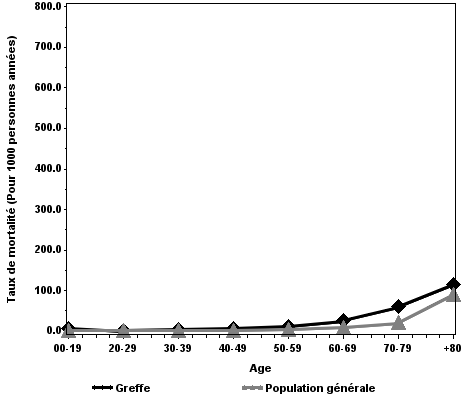 Taux de mortalité (Pour 1000 personnes années)
800.0
700.0
600.0
500.0
400.0
300.0
200.0
100.0
0.0
00-19 20-29 30-39 40-49 50-59 60-69 70-79 +80
Age
Greffe Population générale